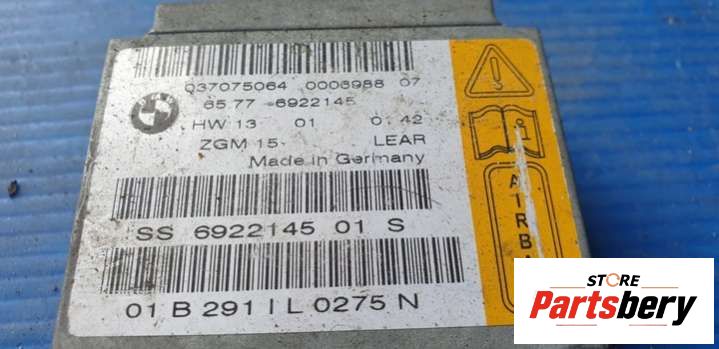 037075064 0006988 07
65.77 6922145
HW 13 01 0.42
ZGM 15 LEAR
Made in Germany
SS 6922145 01 S
01 B 291 I L 0275 N
AIRB
STORE
Partsbery